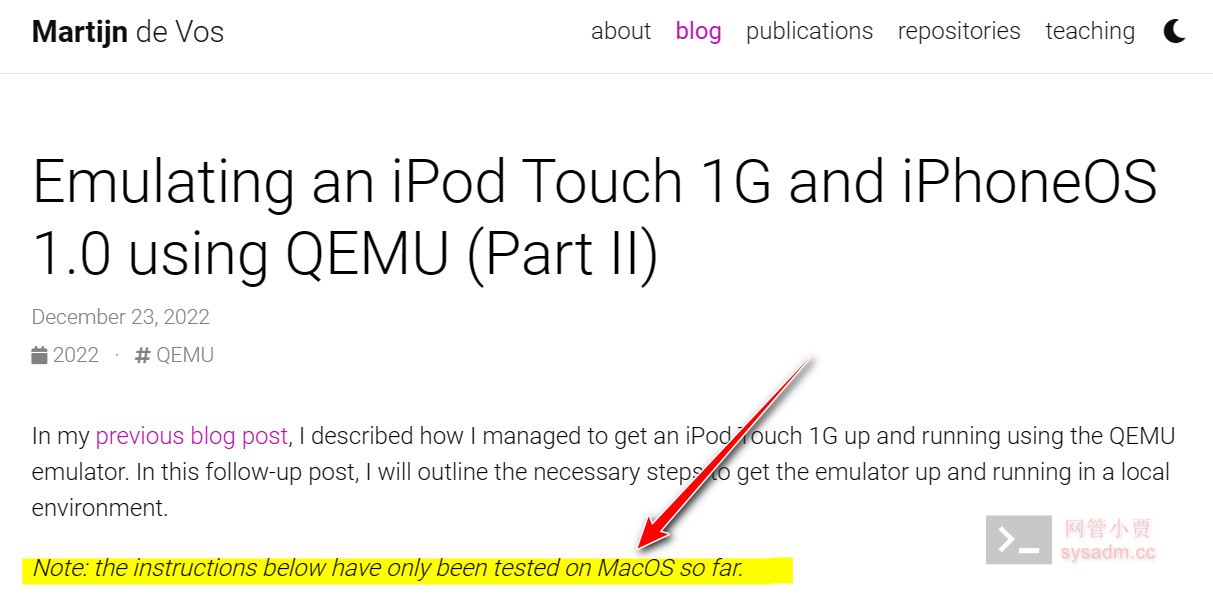 Martijn de Vos
about blog publications repositories teaching
Emulating an iPod Touch 1G and iPhoneOS
1.0 using QEMU (Part II)
December 23, 2022
2022 · # QEMU
In my previous blog post, I described how I managed to get an iPod Touch 1G up and running using the QEMU
emulator. In this follow-up post, I will outline the necessary steps to get the emulator up and running in a local
environment.
网管小贾
sysadm.cc
Note: the instructions below have only been tested on MacOS so far.